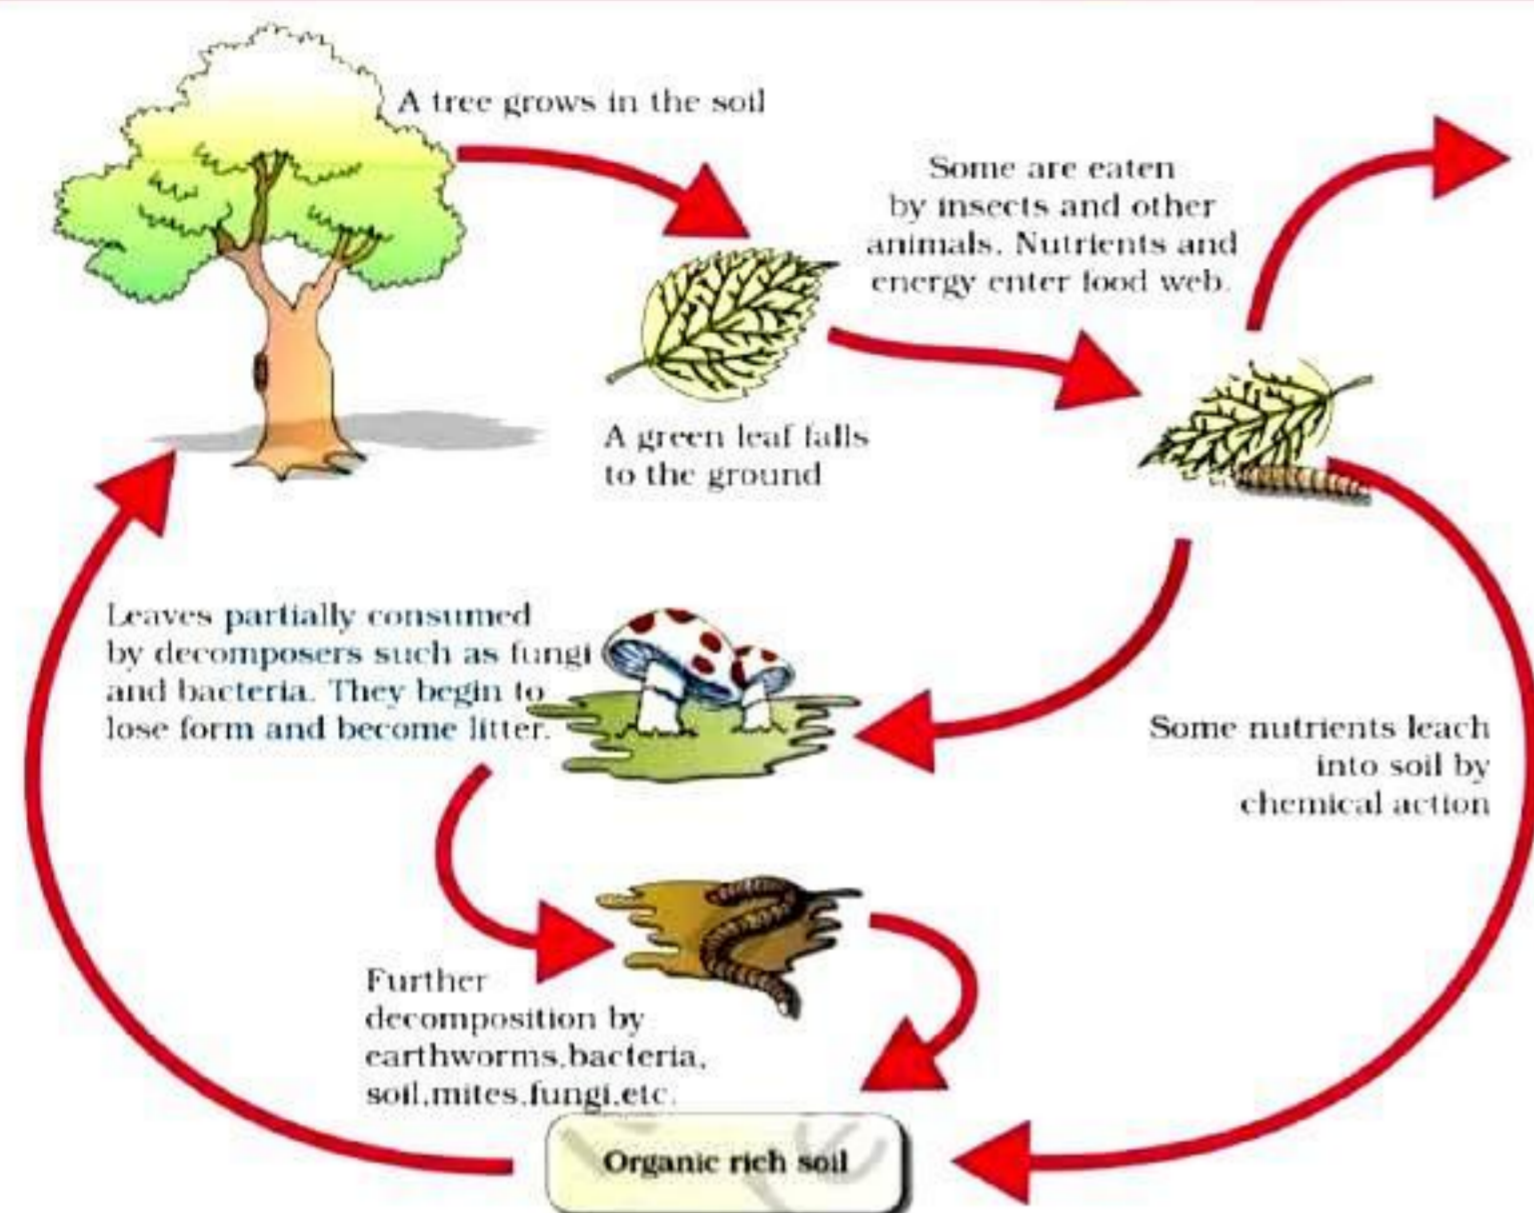 A tree grows in the soil
Some are eaten
by insects and other
animals. Nutrients and
energy enter food web.
A green leaf falls
to the ground
Leaves partially consumed
by decomposers such as fungi
and bacteria. They begin to
lose form and become litter.
Some nutrients leach
into soil by
chemical action
Further
decomposition by
earthworms,bacteria,
soil,mites,fungi,etc.
Organic rich soil